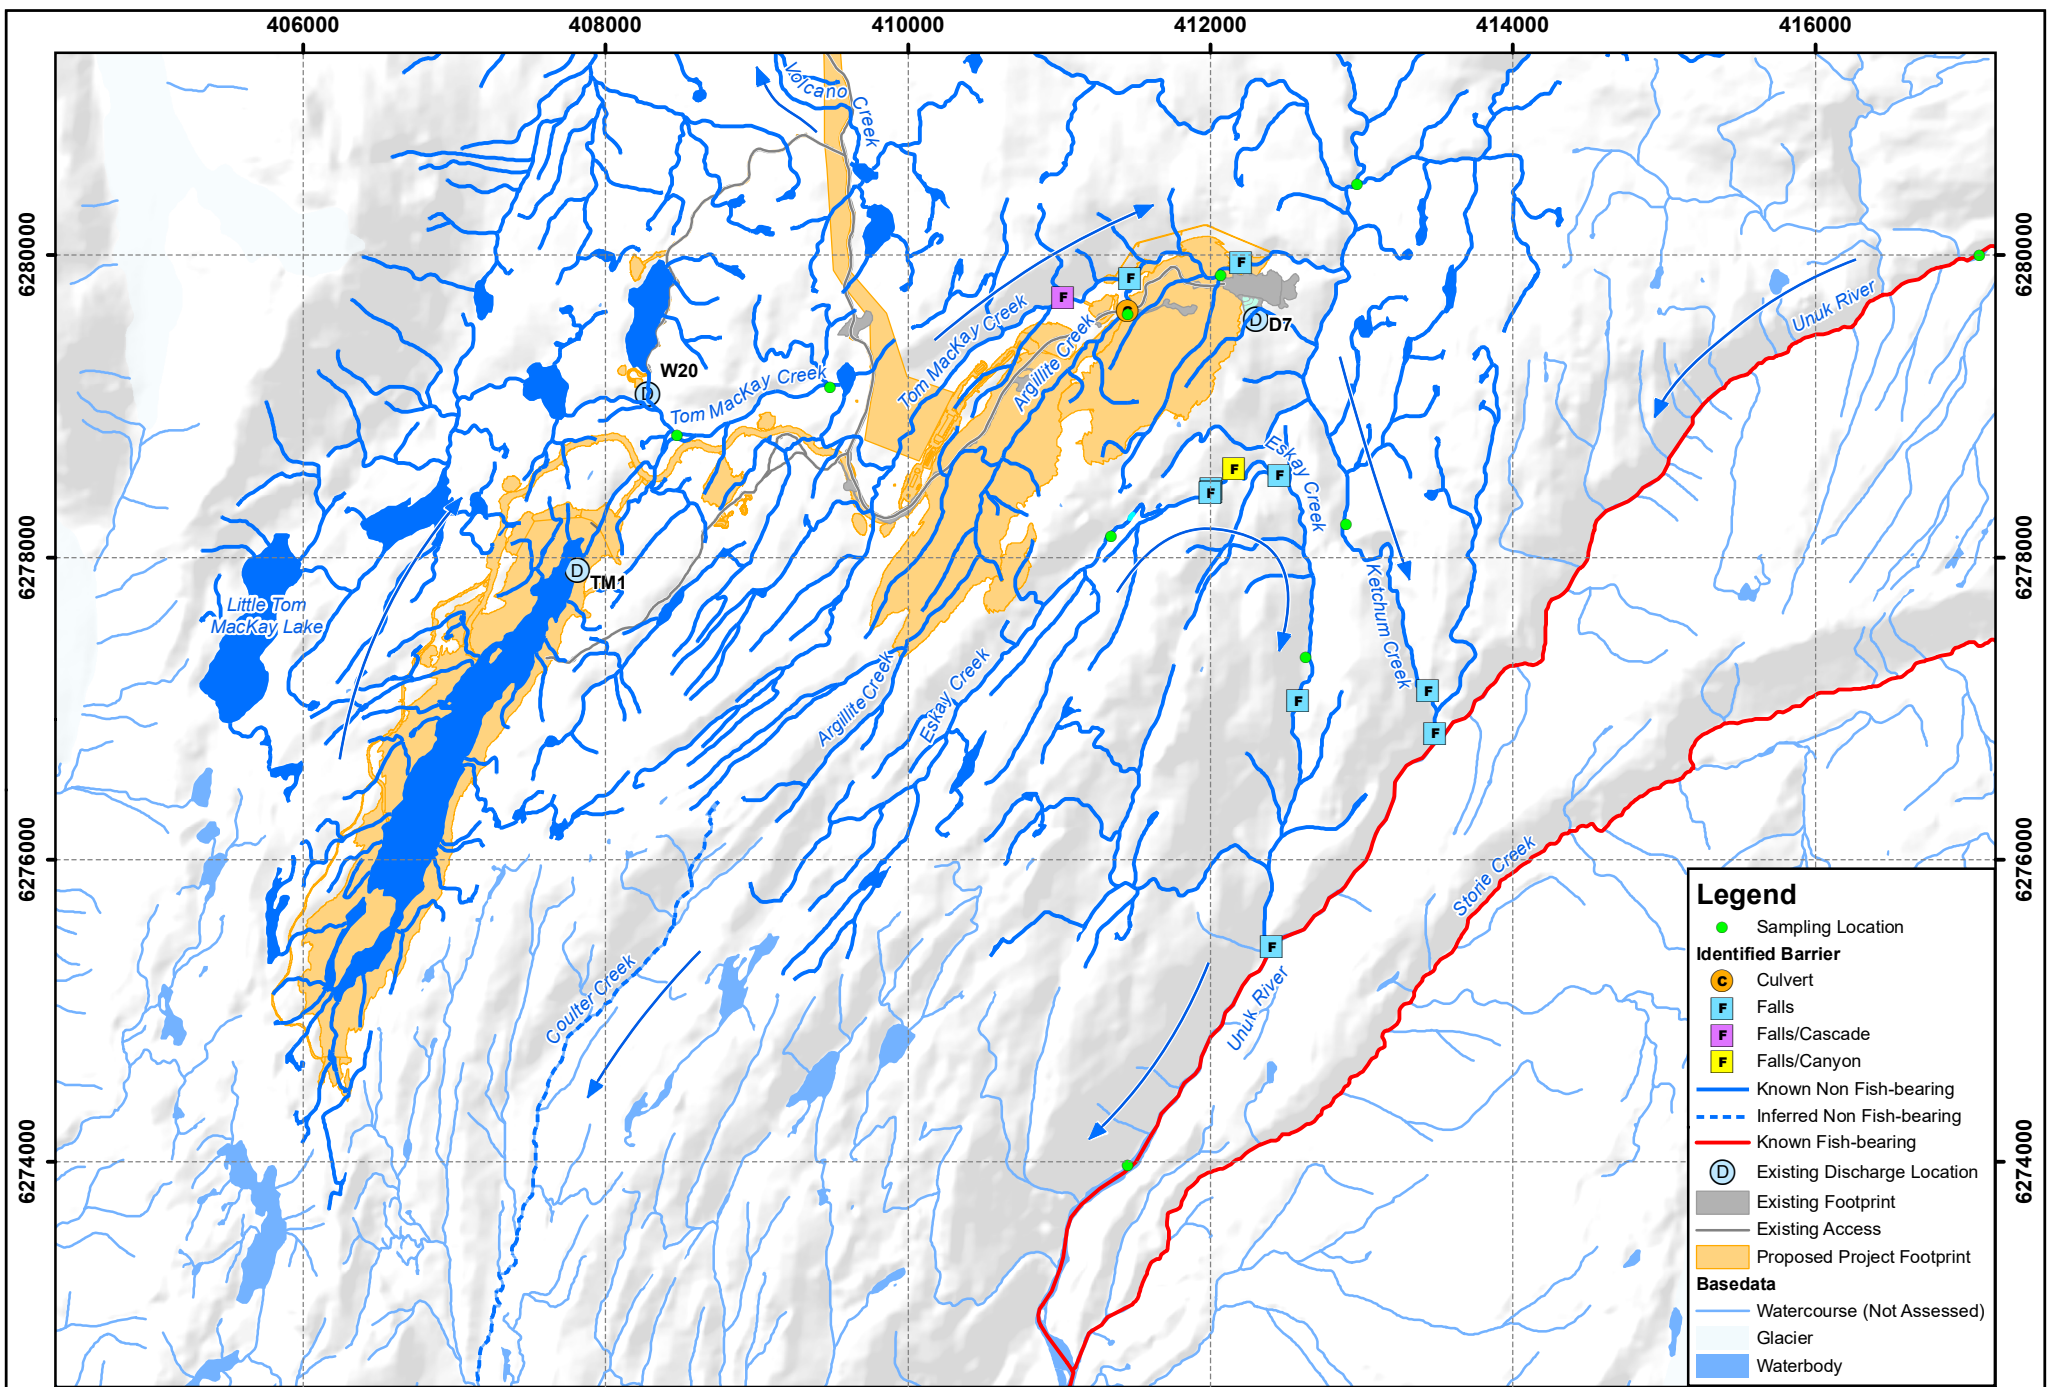 406000
408000
410000
412000
414000
416000
Volcano Creek
6280000
6280000
Unuk River
Tom MacKay Creek
Argillite Creek
D7
W20
Tom MacKay Creek
Eskay Creek
6278000
6278000
TM1
Little Tom
MacKay Lake
Ketchum Creek
Argillite Creek
Eskay Creek
6276000
6276000
Storie Creek
Coulter Creek
Unuk River
6274000
6274000
C
F
F
F
F
F
F
F
F
F
F
F
D
D
D
Legend
Sampling Location
Identified Barrier
C Culvert
F Falls
F Falls/Cascade
F Falls/Canyon
Known Non Fish-bearing
Inferred Non Fish-bearing
Known Fish-bearing
D Existing Discharge Location
Existing Footprint
Existing Access
Proposed Project Footprint
Basedata
Watercourse (Not Assessed)
Glacier
Waterbody